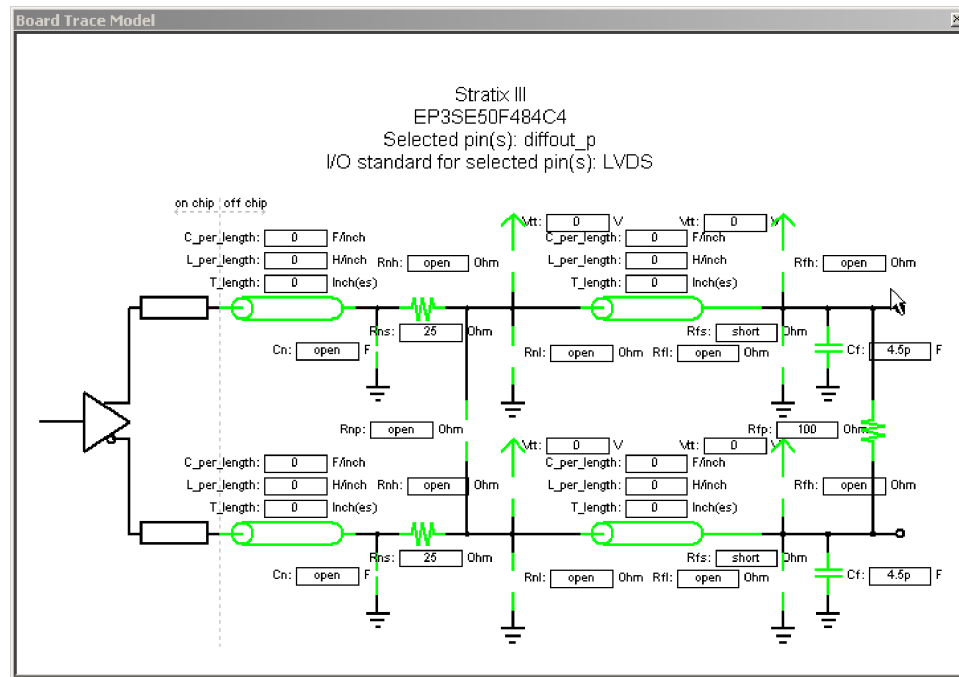 Board Trace Model
Stratix III
EP3SE50F484C4
Selected pin(s): diffout_p
I/O standard for selected pin(s): LVDS
on chip off chip
Vtt: 0 V Vtt: 0 V
C_per_length: 0 F/inch C_per_length: 0 F/inch
L_per_length: 0 H/inch Rnh: open Ohm L_per_length: 0 H/inch Rfh: open Ohm
T_length: 0 Inch(es) T_length: 0 Inch(es)
Rns: 25 Ohm Rfs: short Ohm
Cn: open F Rnl: open Ohm Rfl: open Ohm Cf: 4.5p F
Rnp: open Ohm Rfp: 100 Ohm
Vtt: 0 V Vtt: 0 V
C_per_length: 0 F/inch C_per_length: 0 F/inch
L_per_length: 0 H/inch Rnh: open Ohm L_per_length: 0 H/inch Rfh: open Ohm
T_length: 0 Inch(es) T_length: 0 Inch(es)
Rns: 25 Ohm Rfs: short Ohm
Cn: open F Rnl: open Ohm Rfl: open Ohm Cf: 4.5p F